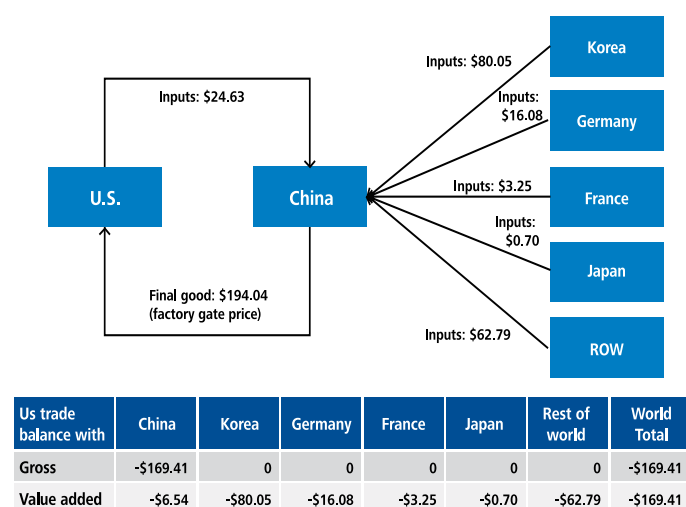 Korea
Inputs: $80.05
Inputs: $24.63
Inputs:
$16.08
Germany
U.S.
China
Inputs: $3.25
France
Inputs:
$0.70
Japan
Final good: $194.04
(factory gate price)
Inputs: $62.79
ROW
Us trade balance with China Korea Germany France Japan Rest of world World Total
Gross -$169.41 0 0 0 0 0 -$169.41
Value added -$6.54 -$80.05 -$16.08 -$3.25 -$0.70 -$62.79 -$169.41